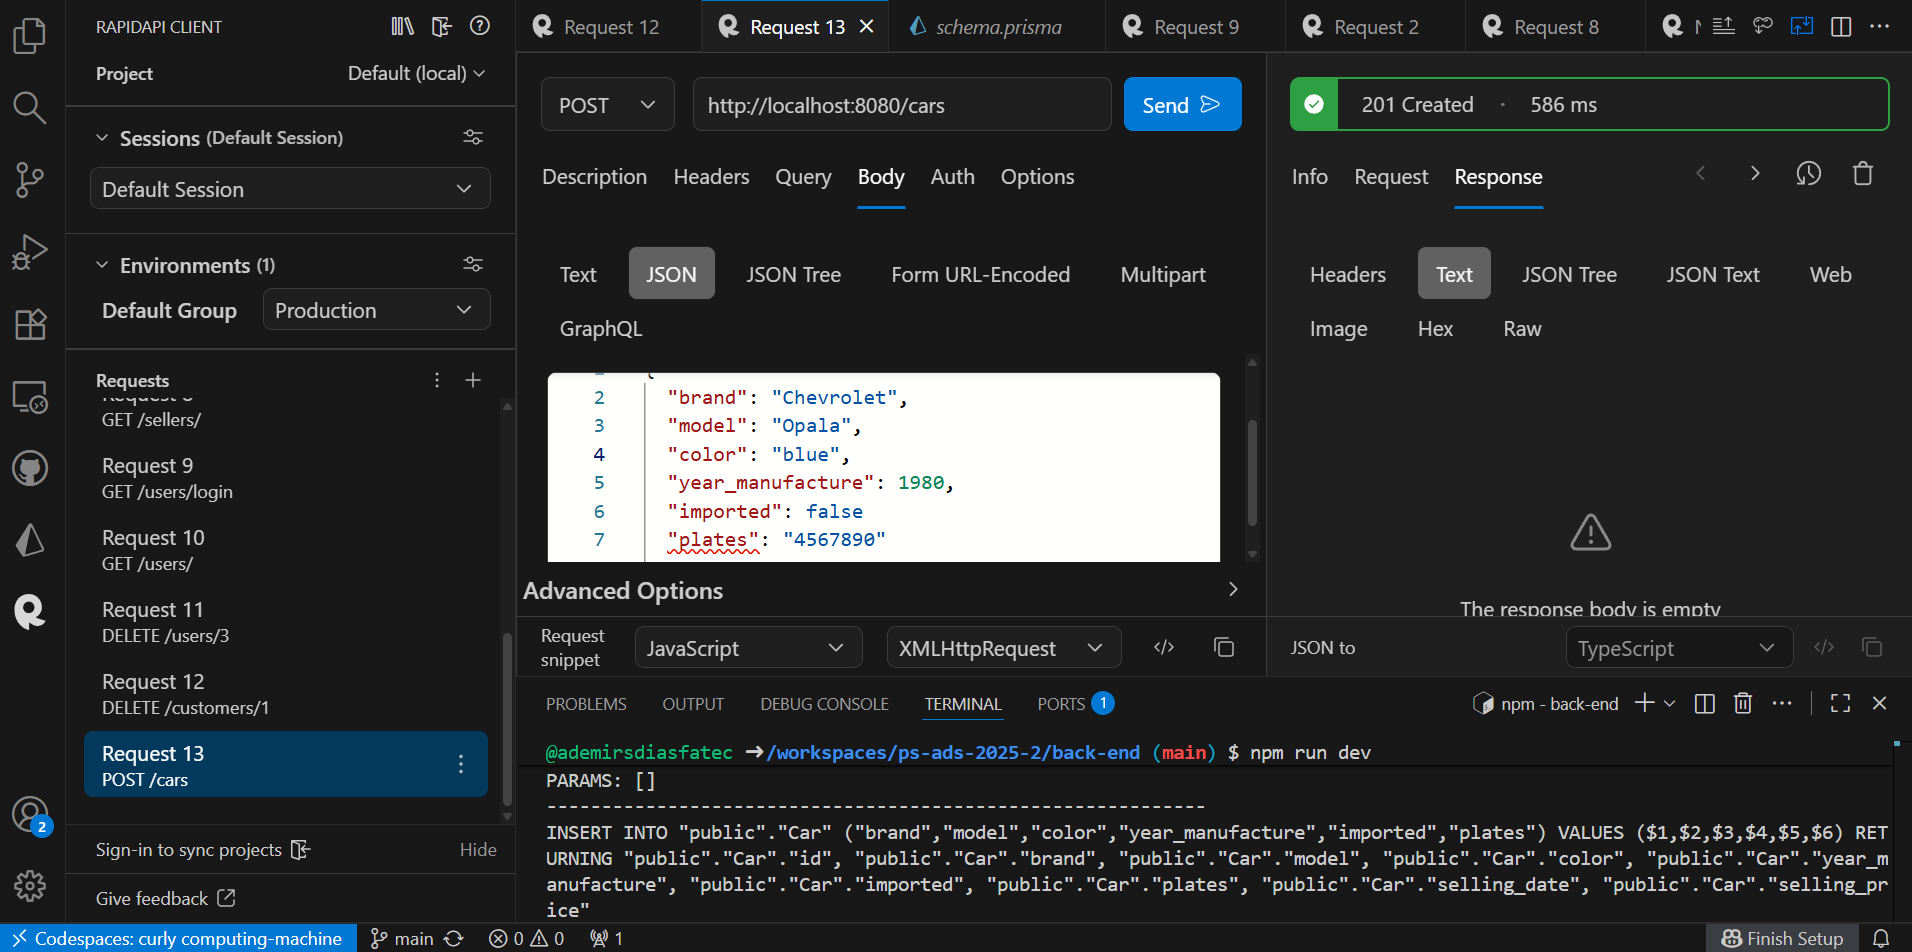 RAPIDAPI CLIENT
Project
Default (local)
Sessions (Default Session)
Default Session
Environments (1)
Default Group
Production
Requests
GET /sellers/
Request 9
GET /users/login
Request 10
GET /users/
Request 11
DELETE /users/3
Request 12
DELETE /customers/1
Request 13
POST /cars
2
Sign-in to sync projects
Hide
Give feedback
Request 12
Request 13
schema.prisma
Request 9
Request 2
Request 8
POST
http://localhost:8080/cars
Send
Description Headers Query Body Auth Options
Text JSON JSON Tree Form URL-Encoded Multipart
GraphQL
2 "brand": "Chevrolet",
3 "model": "Opala",
4 "color": "blue",
5 "year_manufacture": 1980,
6 "imported": false
7 "plates": "4567890"
Advanced Options
Request snippet
JavaScript
XMLHttpRequest
201 Created · 586 ms
Info Request Response
Headers Text JSON Tree JSON Text Web
Image Hex Raw
The response body is empty
JSON to
TypeScript
PROBLEMS OUTPUT DEBUG CONSOLE TERMINAL PORTS 1
npm - back-end
@ademirsdiasfatec ➜/workspaces/ps-ads-2025-2/back-end (main) $ npm run dev
PARAMS: []
------------------------------------------------------------
INSERT INTO "public"."Car" ("brand","model","color","year_manufacture","imported","plates") VALUES ($1,$2,$3,$4,$5,$6) RET
URNING "public"."Car"."id", "public"."Car"."brand", "public"."Car"."model", "public"."Car"."color", "public"."Car"."year_m
anufacture", "public"."Car"."imported", "public"."Car"."plates", "public"."Car"."selling_date", "public"."Car"."selling_pr
ice"
Codespaces: curly computing-machine
main
0 0
1
Finish Setup